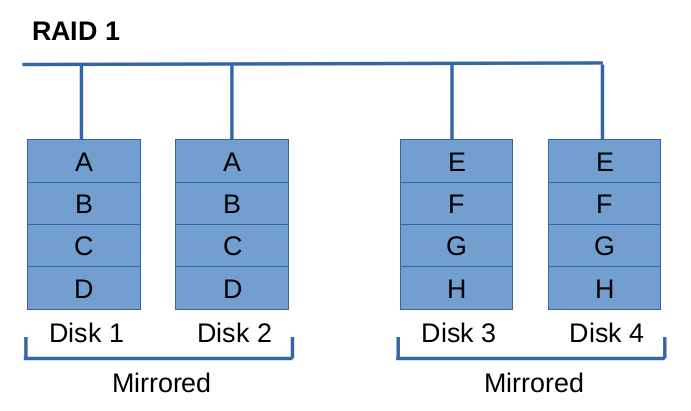 RAID 1
A A E E
B B F F
C C G G
D D H H
Disk 1 Disk 2 Disk 3 Disk 4
Mirrored Mirrored